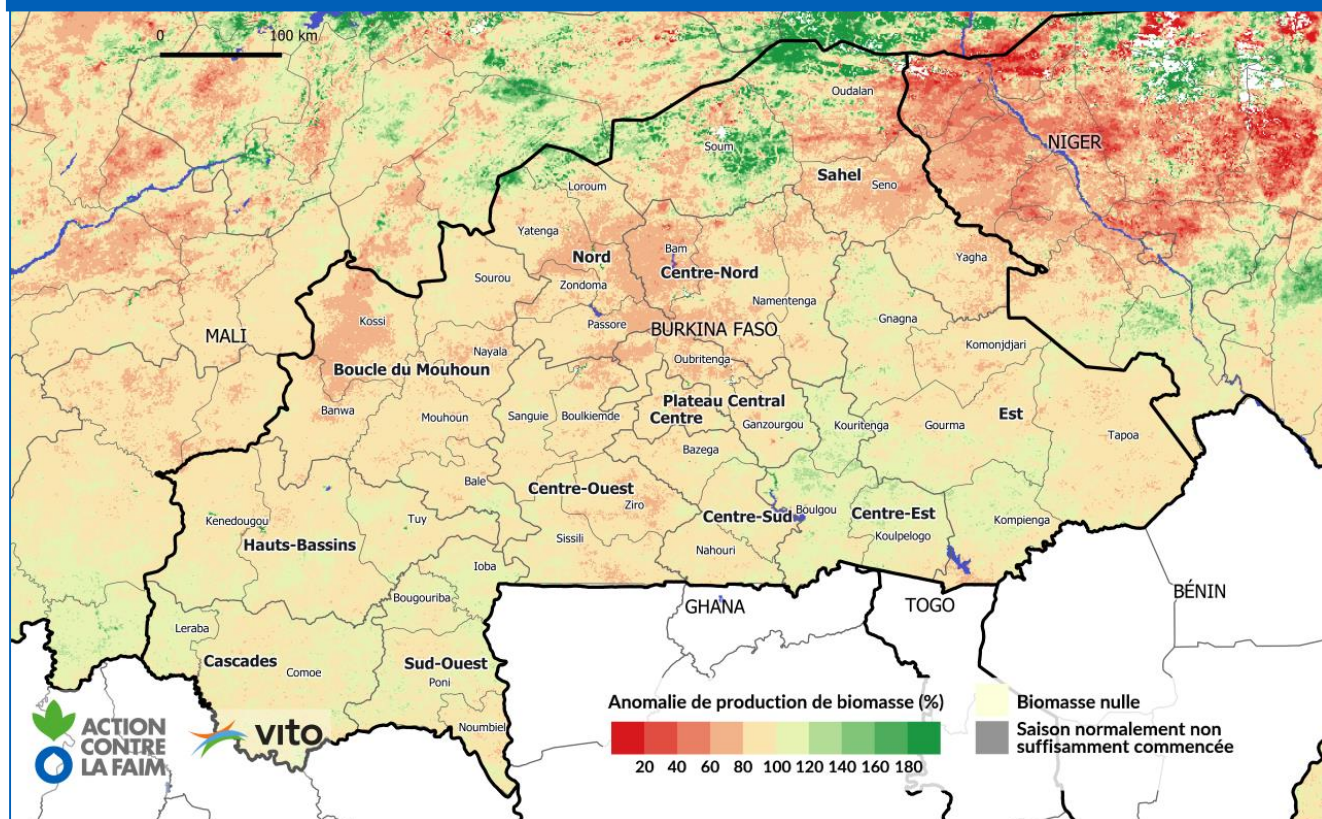 0 100 km
Oudalan
NIGER
Soum
Sahel
Seno
Loroum
Yatenga
Nord
Bam
Centre-Nord
Yagha
Sourou
Zondoma
Namentenga
Kossi
Passore
BURKINA FASO
Gnagna
MALI
Komonjdjari
Nayala
Oubritenga
Boucle du Mouhoun
Plateau Central
Banwa
Mouhoun
Sanguie
Boulkiemde
Centre
Ganzourgou
Kouritenga
Gourma
Est
Tapoa
Bazega
Bale
Centre-Ouest
Ziro
Kenedougou
Tuy
Centre-Sud
Boulgou
Centre-Est
Kompienga
Hauts-Bassins
Sissili
Nahouri
Koulpelogo
Ioba
Bougouriba
GHANA
TOGO
BÉNIN
Leraba
Cascades
Comoe
Sud-Ouest
Poni
Noumbiel
ACTION
CONTRE
LA FAIM
vito
Anomalie de production de biomasse (%)
20 40 60 80 100 120 140 160 180
Biomasse nulle
Saison normalement non
suffisamment commencée